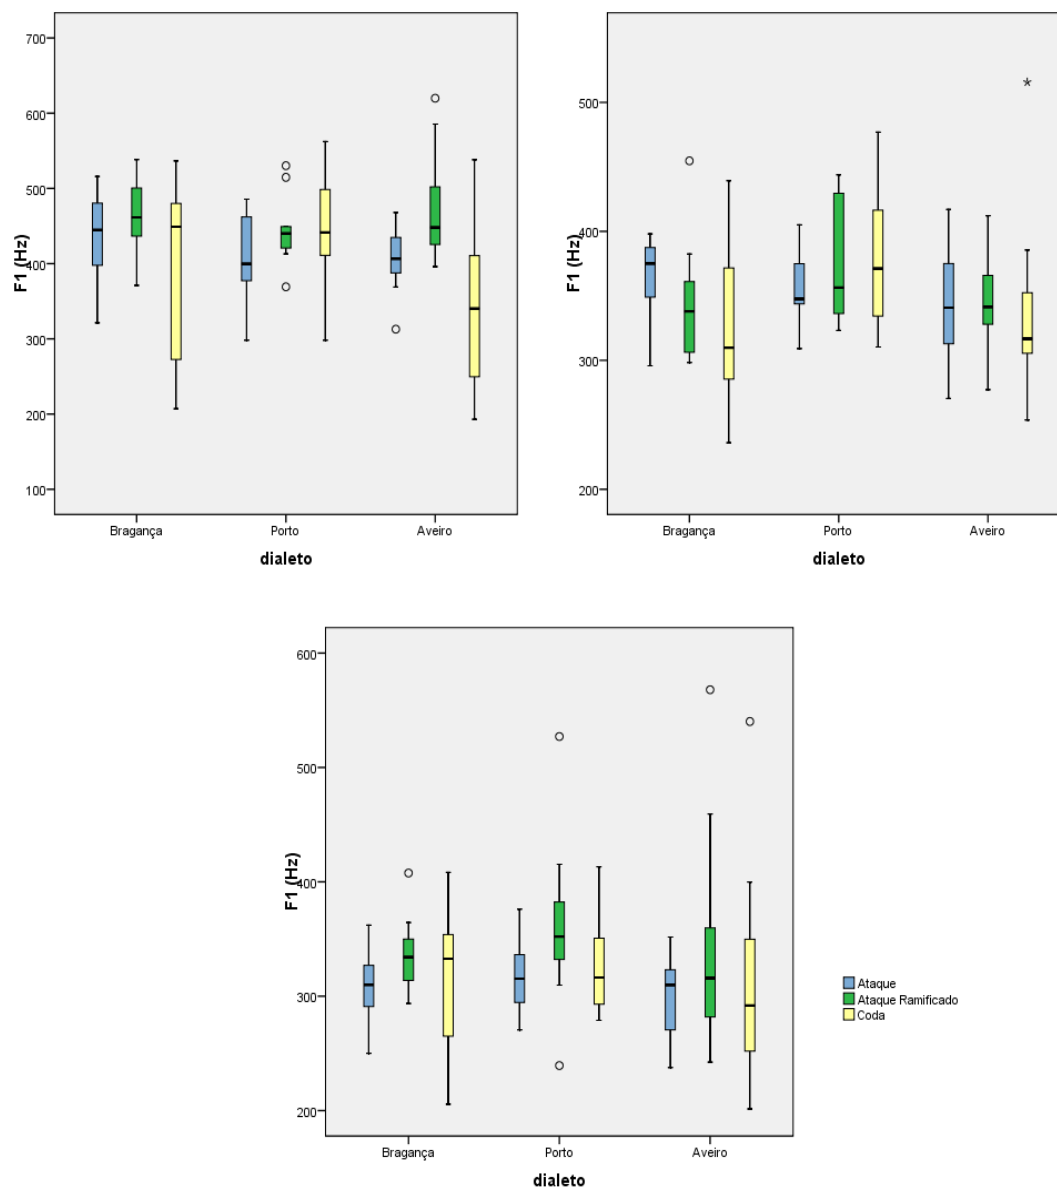 700
600
500
400
300
200
100
F1 (Hz)
Bragança
Porto
Aveiro
dialeto
500
400
300
200
F1 (Hz)
*
Bragança
Porto
Aveiro
dialeto
600
500
400
300
200
F1 (Hz)
Bragança
Porto
Aveiro
dialeto
Ataque
Ataque Ramificado
Coda